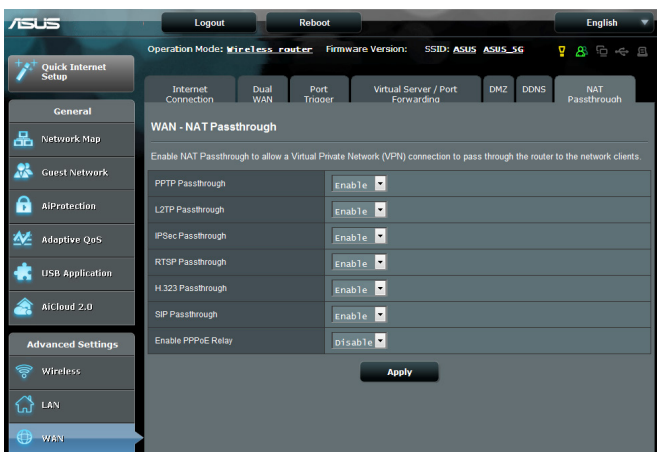 ASUS
Logout
Reboot
English
Operation Mode: Wireless router Firmware Version: SSID: ASUS ASUS_5G
Quick Internet
Setup
General
Network Map
Guest Network
AiProtection
Adaptive QoS
USB Application
AiCloud 2.0
Advanced Settings
Wireless
LAN
WAN
Internet
Connection
Dual
WAN
Port
Trigger
Virtual Server / Port
Forwarding
DMZ
DDNS
NAT
Passthrough
WAN - NAT Passthrough
Enable NAT Passthrough to allow a Virtual Private Network (VPN) connection to pass through the router to the network clients.
PPTP Passthrough Enable
L2TP Passthrough Enable
IPSec Passthrough Enable
RTSP Passthrough Enable
H.323 Passthrough Enable
SIP Passthrough Enable
Enable PPPoE Relay Disable
Apply